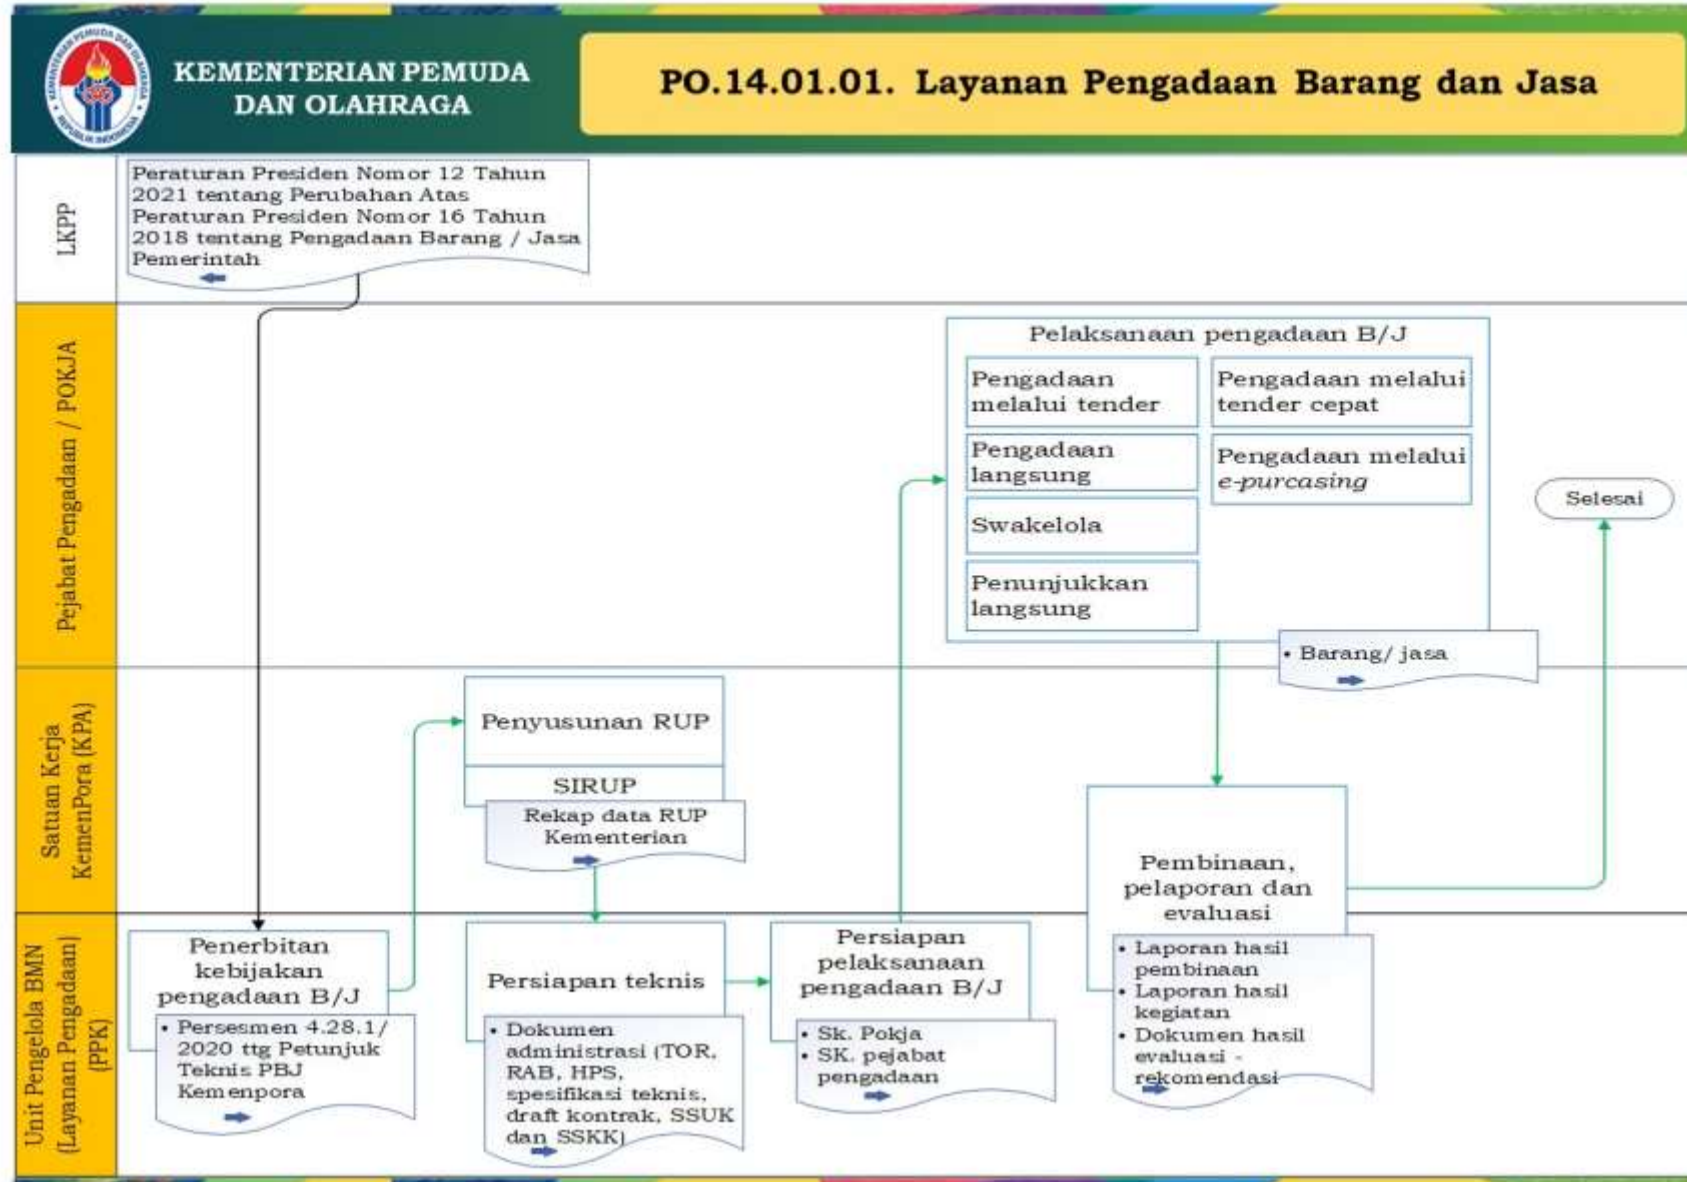 KEMENTERIAN PEMUDA DAN OLAHRAGA
REPUBLIK INDONESIA
KEMENTERIAN PEMUDA
DAN OLAHRAGA
PO.14.01.01. Layanan Pengadaan Barang dan Jasa
LKPP
Peraturan Presiden Nomor 12 Tahun
2021 tentang Perubahan Atas
Peraturan Presiden Nomor 16 Tahun
2018 tentang Pengadaan Barang / Jasa
Pemerintah
Pejabat Pengadaan / POKJA
Pelaksanaan pengadaan B/J
Pengadaan
melalui tender
Pengadaan melalui
tender cepat
Pengadaan
langsung
Pengadaan melalui
e-purcasing
Swakelola
Penunjukkan
langsung
• Barang/ jasa
Selesai
Satuan Kerja
KemenPora (KPA)
Penyusunan RUP
SIRUP
Rekap data RUP
Kementerian
Pembinaan,
pelaporan dan
evaluasi
• Laporan hasil
pembinaan
• Laporan hasil
kegiatan
• Dokumen hasil
evaluasi -
rekomendasi
Unit Pengelola BMN
(Layanan Pengadaan)
(PPK)
Penerbitan
kebijakan
pengadaan B/J
• Persesmen 4.28.1/
2020 ttg Petunjuk
Teknis PBJ
Kemenpora
Persiapan teknis
• Dokumen
administrasi (TOR,
RAB, HPS,
spesifikasi teknis,
draft kontrak, SSUK
dan SSKK)
Persiapan
pelaksanaan
pengadaan B/J
• Sk. Pokja
• SK. pejabat
pengadaan